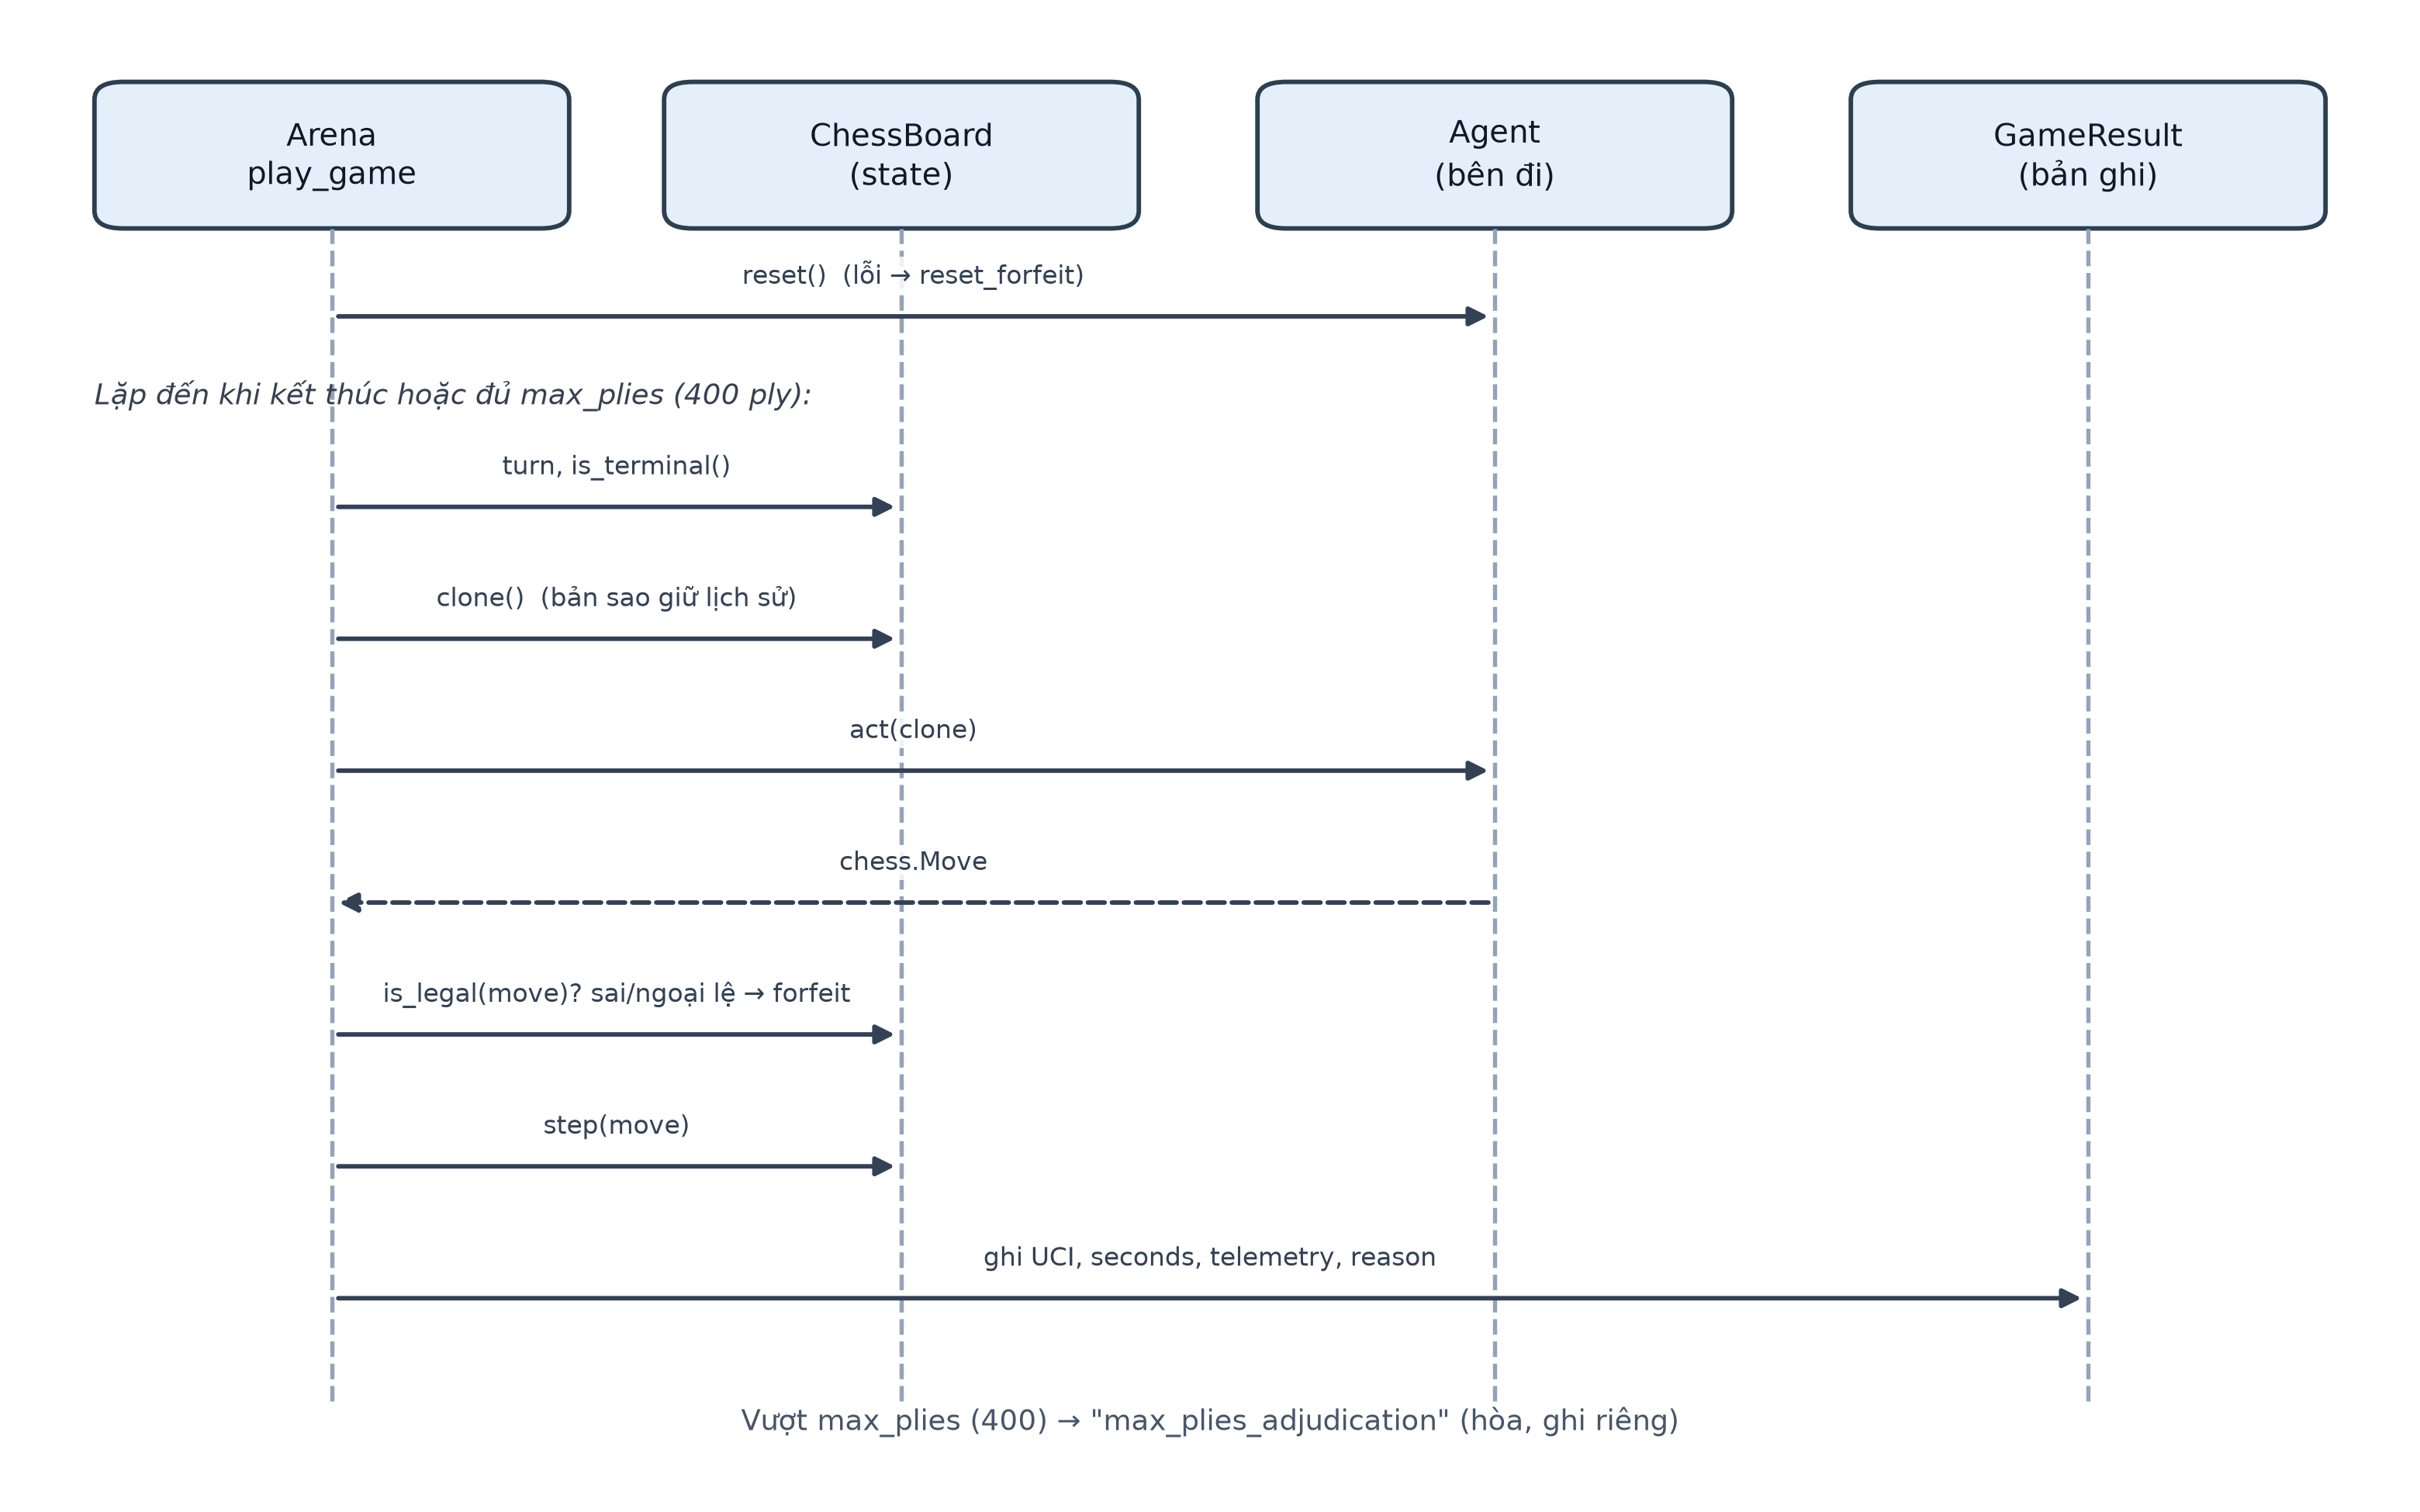 Arena
play_game
ChessBoard
(state)
Agent
(bên đi)
GameResult
(bản ghi)
reset()  (lỗi → reset_forfeit)
Lặp đến khi kết thúc hoặc đủ max_plies (400 ply):
turn, is_terminal()
clone()  (bản sao giữ lịch sử)
act(clone)
chess.Move
is_legal(move)? sai/ngoại lệ → forfeit
step(move)
ghi UCI, seconds, telemetry, reason
Vượt max_plies (400) → "max_plies_adjudication" (hòa, ghi riêng)